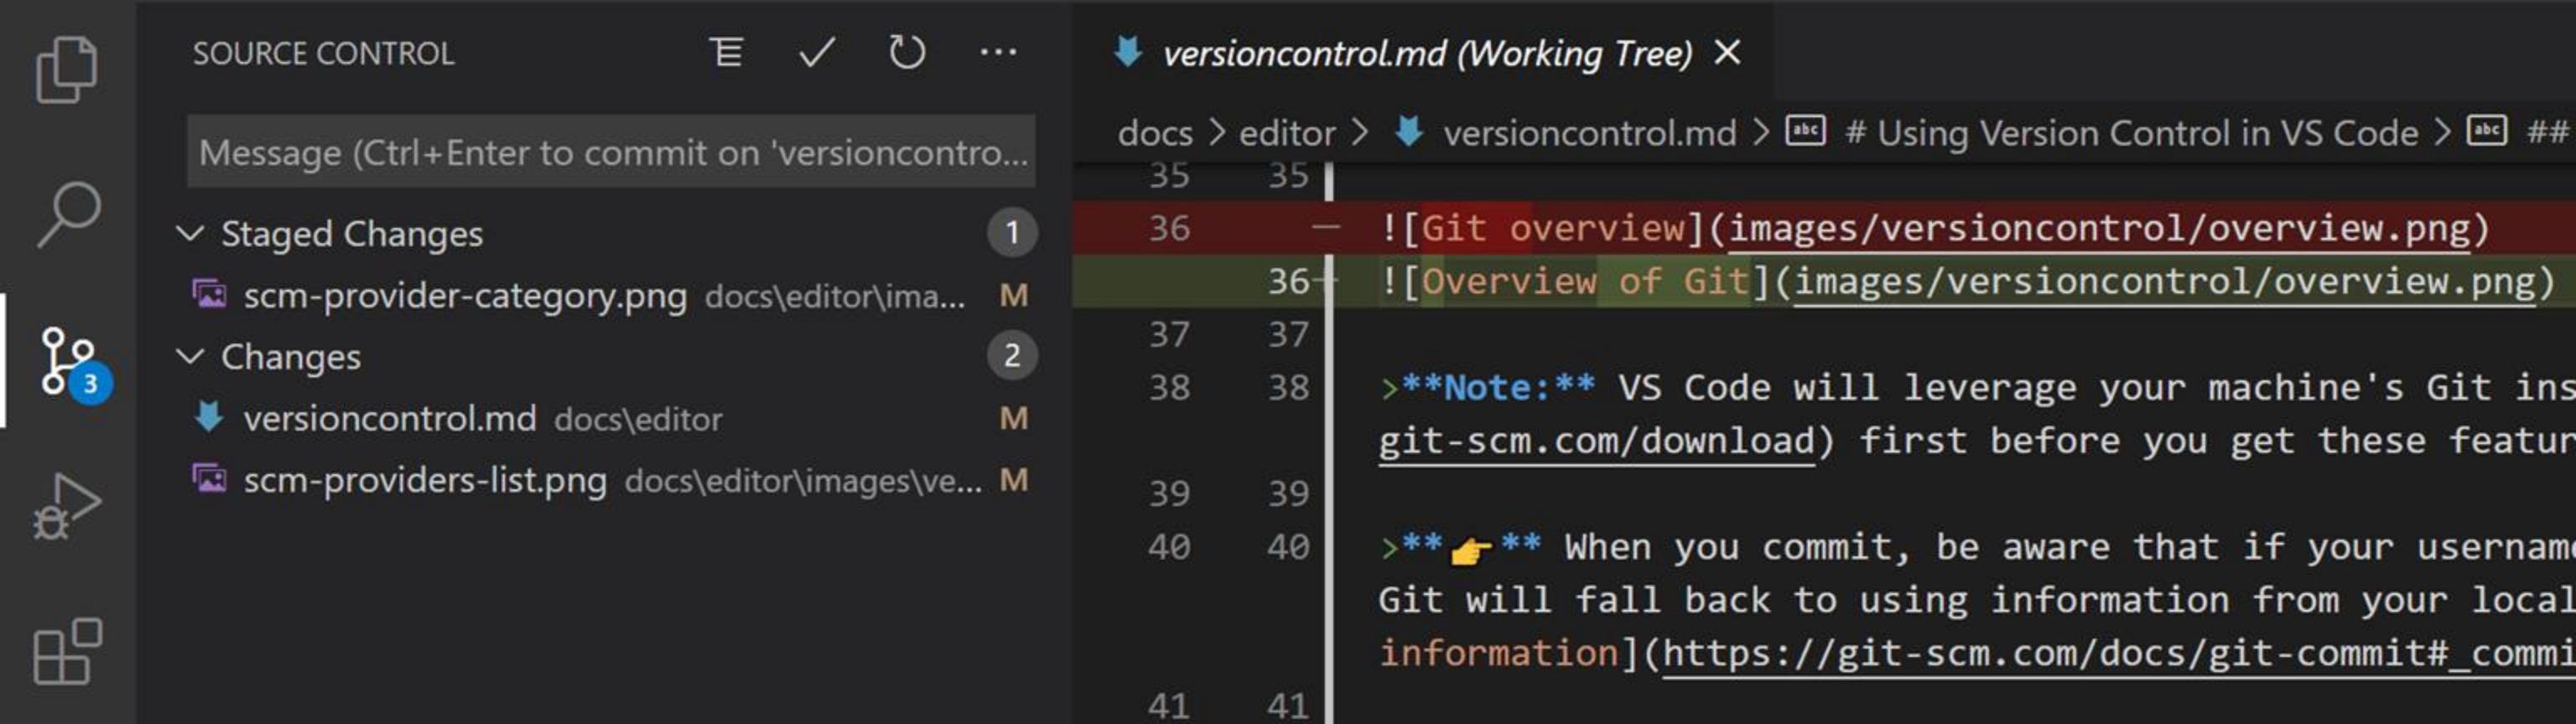 SOURCE CONTROL
Message (Ctrl+Enter to commit on 'versioncontro...
Staged Changes 1
scm-provider-category.png docs\editor\ima... M
Changes 2
versioncontrol.md docs\editor M
scm-providers-list.png docs\editor\images\ve... M
3
versioncontrol.md (Working Tree)
docs > editor > versioncontrol.md > abc # Using Version Control in VS Code > abc ##
35 35
36 — ![Git overview](images/versioncontrol/overview.png)
36+ ![Overview of Git](images/versioncontrol/overview.png)
37 37
38 38 >**Note:** VS Code will leverage your machine's Git ins
git-scm.com/download) first before you get these featur
39 39
40 40 >**👉** When you commit, be aware that if your username
Git will fall back to using information from your local
information](https://git-scm.com/docs/git-commit#_commi
41 41